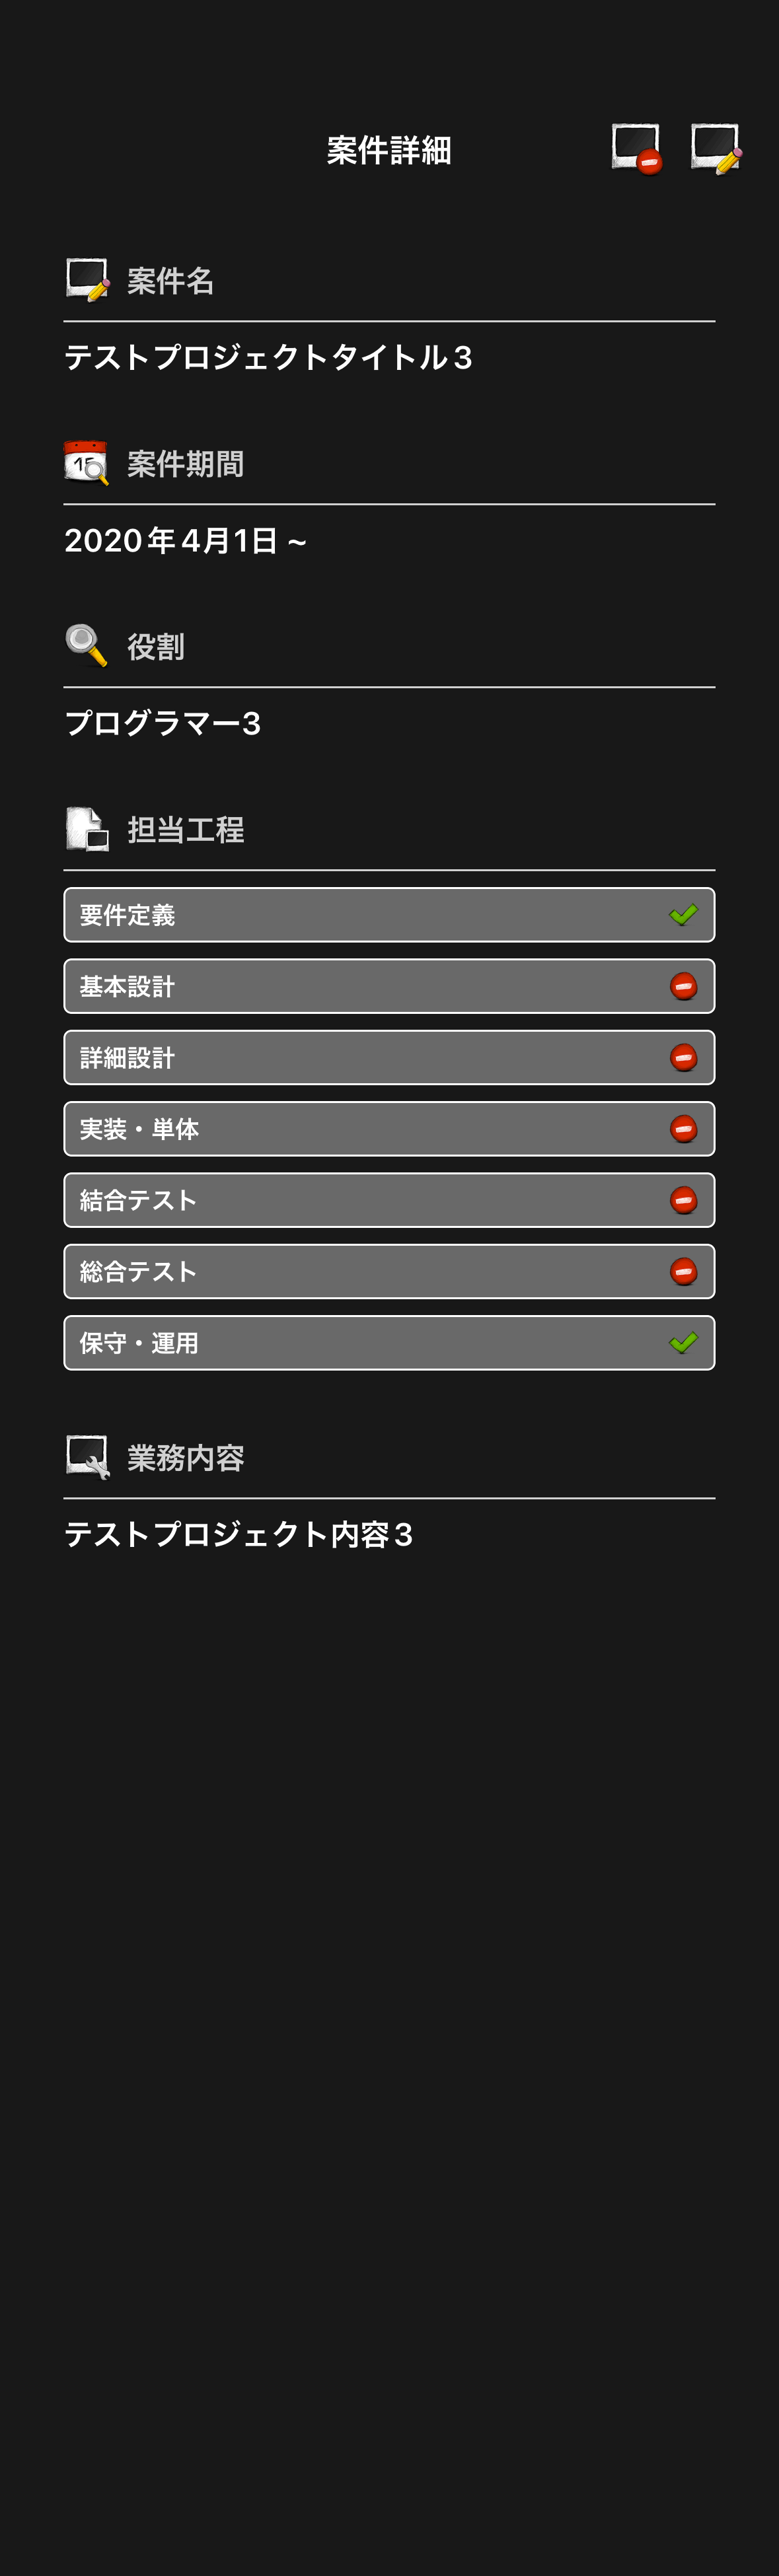 案件詳細
案件名
テストプロジェクトタイトル3
15
案件期間
2020年4月1日 ~
役割
プログラマー3
担当工程
要件定義
基本設計
詳細設計
実装・単体
結合テスト
総合テスト
保守・運用
業務内容
テストプロジェクト内容3